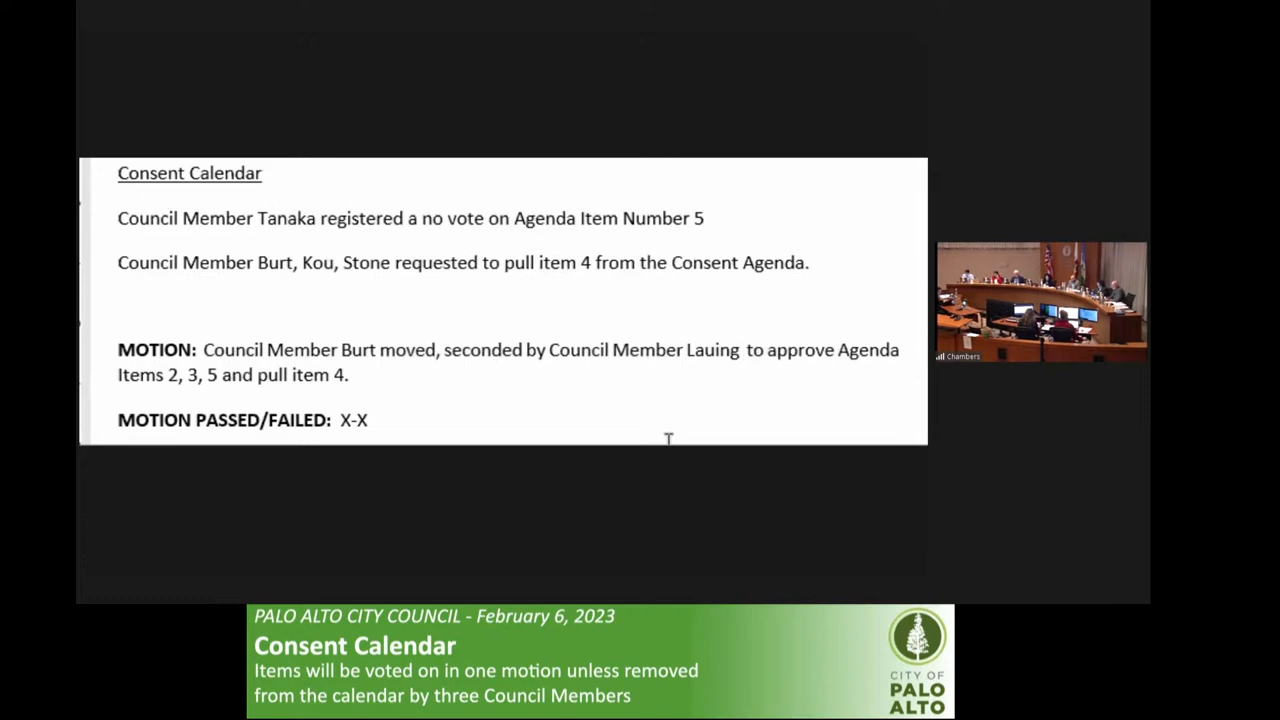 Consent Calendar
Council Member Tanaka registered a no vote on Agenda Item Number 5
Council Member Burt, Kou, Stone requested to pull item 4 from the Consent Agenda.
MOTION: Council Member Burt moved, seconded by Council Member Lauing to approve Agenda
Items 2, 3, 5 and pull item 4.
MOTION PASSED/FAILED: X-X
Chambers
PALO ALTO CITY COUNCIL - February 6, 2023
Consent Calendar
Items will be voted on in one motion unless removed
from the calendar by three Council Members
CITY OF
PALO
ALTO